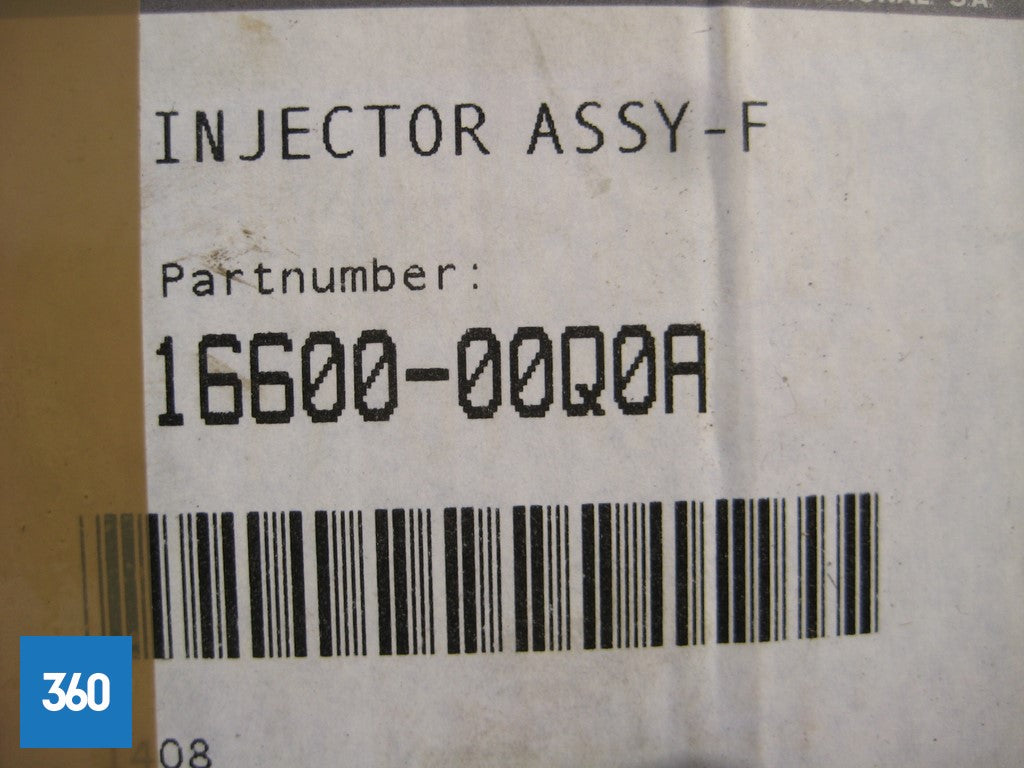 S.A.
INJECTOR ASSY-F
Partnumber:
16600-00Q0A
360
408